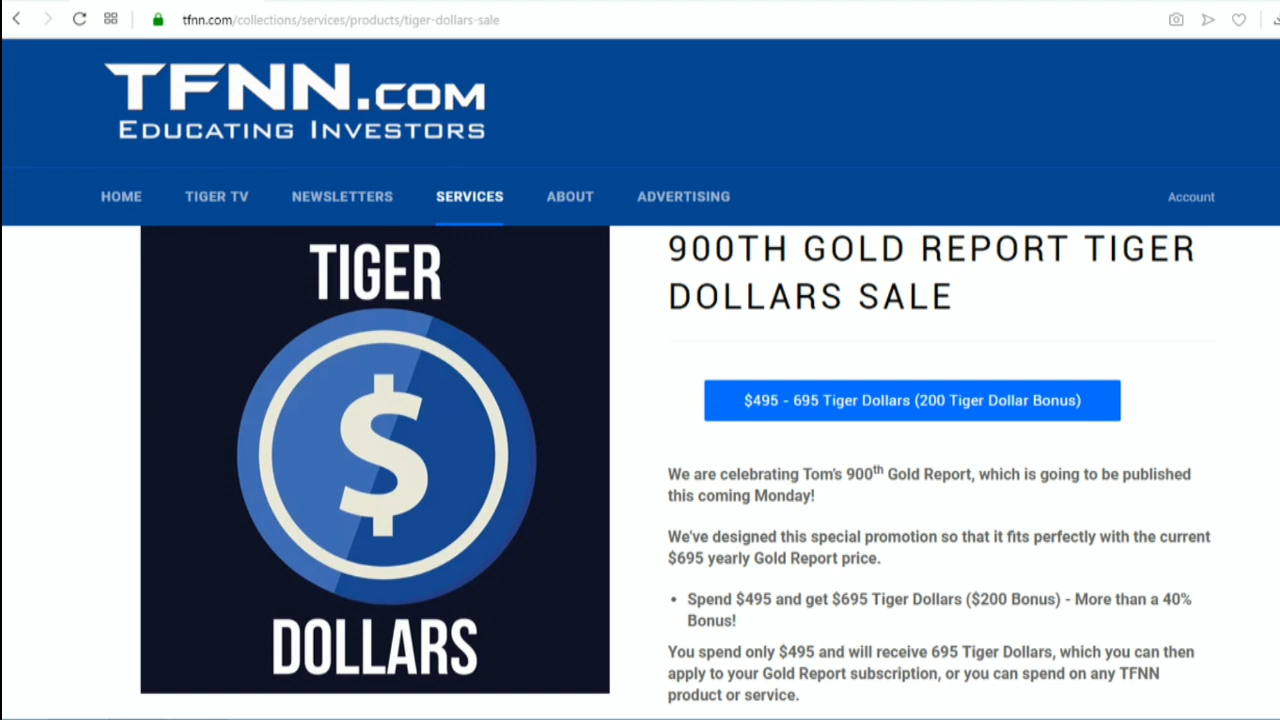 tfnn.com/collections/services/products/tiger-dollars-sale
TFNN.COM
EDUCATING INVESTORS
HOME
TIGER TV
NEWSLETTERS
SERVICES
ABOUT
ADVERTISING
Account
TIGER
$
DOLLARS
900TH GOLD REPORT TIGER
DOLLARS SALE
$495 - 695 Tiger Dollars (200 Tiger Dollar Bonus)
We are celebrating Tom's 900th Gold Report, which is going to be published
this coming Monday!
We've designed this special promotion so that it fits perfectly with the current
$695 yearly Gold Report price.
• Spend $495 and get $695 Tiger Dollars ($200 Bonus) - More than a 40%
Bonus!
You spend only $495 and will receive 695 Tiger Dollars, which you can then
apply to your Gold Report subscription, or you can spend on any TFNN
product or service.